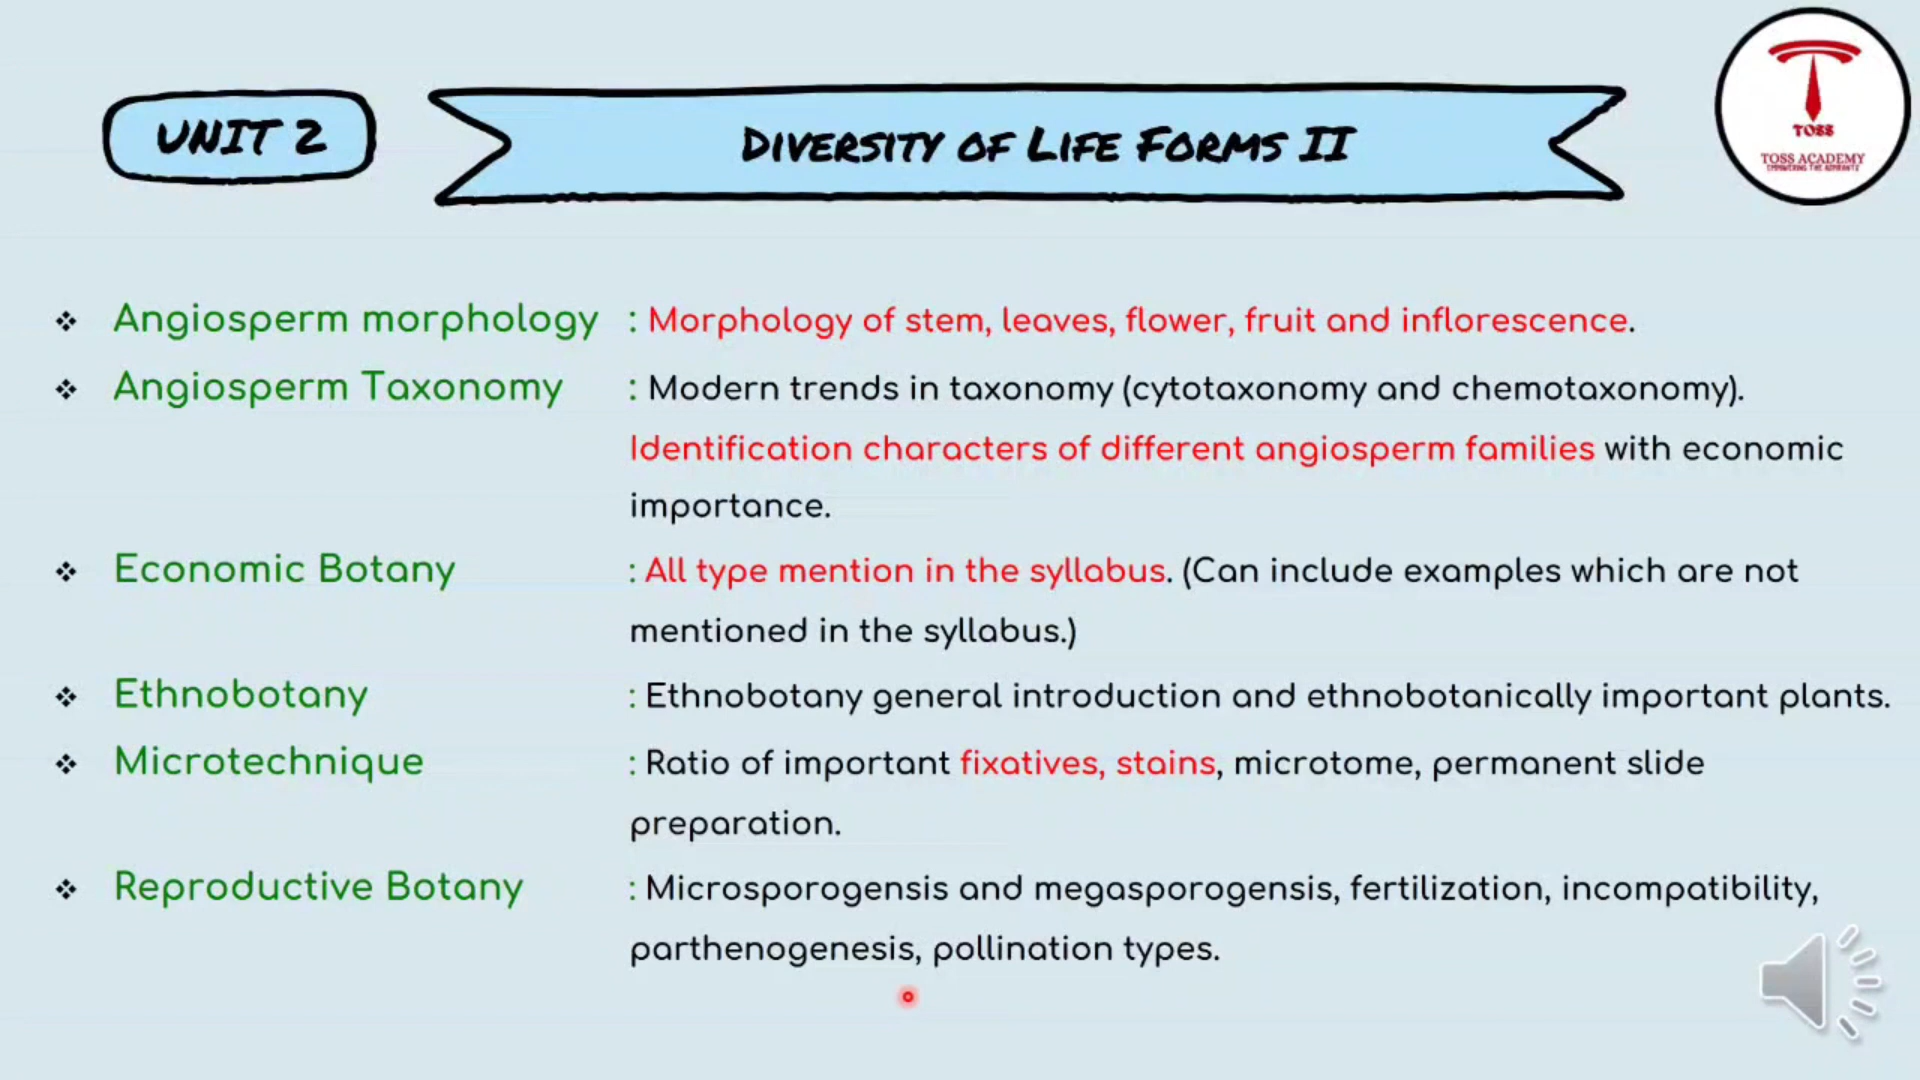 UNIT 2
DIVERSITY OF LIFE FORMS II
TOSS
TOSS ACADEMY
EMPOWERING THE ASPIRANTS
❖ Angiosperm morphology : Morphology of stem, leaves, flower, fruit and inflorescence.
❖ Angiosperm Taxonomy : Modern trends in taxonomy (cytotaxonomy and chemotaxonomy).
Identification characters of different angiosperm families with economic
importance.
❖ Economic Botany : All type mention in the syllabus. (Can include examples which are not
mentioned in the syllabus.)
❖ Ethnobotany : Ethnobotany general introduction and ethnobotanically important plants.
❖ Microtechnique : Ratio of important fixatives, stains, microtome, permanent slide
preparation.
❖ Reproductive Botany : Microsporogensis and megasporogensis, fertilization, incompatibility,
parthenogenesis, pollination types.